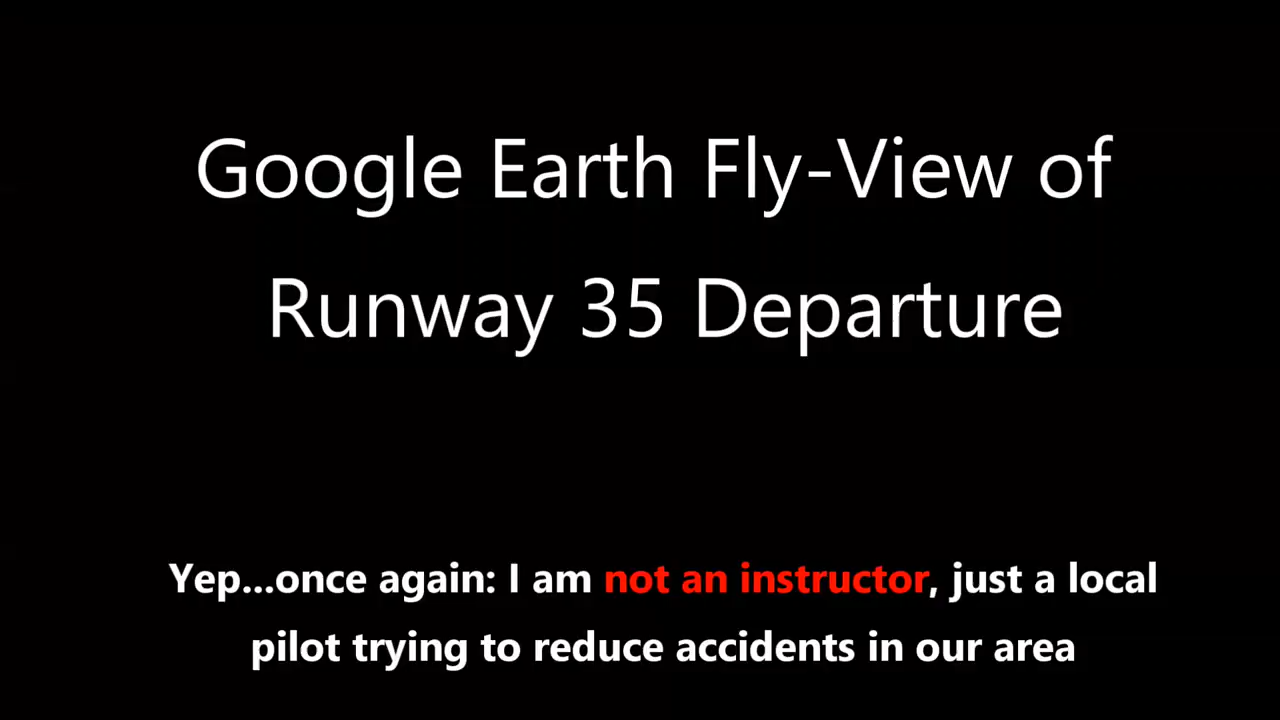 Google Earth Fly-View of
Runway 35 Departure
Yep...once again: I am not an instructor, just a local
pilot trying to reduce accidents in our area